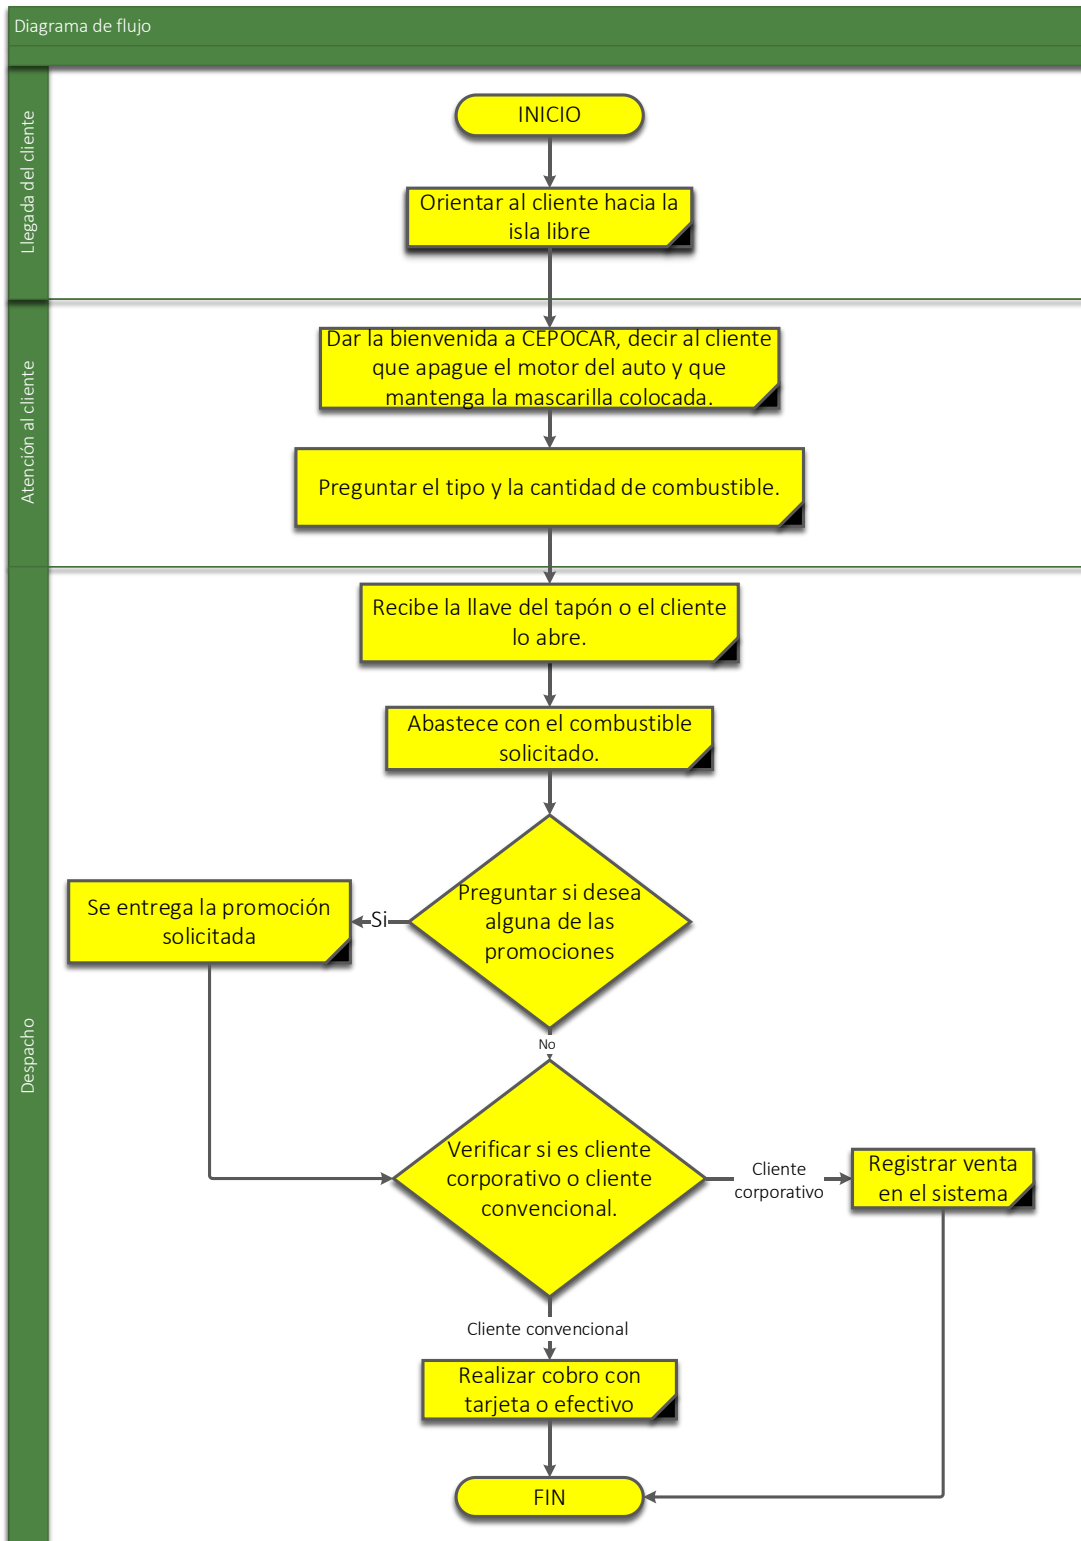 Diagrama de flujo
Llegada del cliente
INICIO
Orientar al cliente hacia la
isla libre
Atención al cliente
Dar la bienvenida a CEPOCAR, decir al cliente
que apague el motor del auto y que
mantenga la mascarilla colocada.
Preguntar el tipo y la cantidad de combustible.
Despacho
Recibe la llave del tapón o el cliente
lo abre.
Abastece con el combustible
solicitado.
Preguntar si desea
alguna de las
promociones
Si
Se entrega la promoción
solicitada
No
Verificar si es cliente
corporativo o cliente
convencional.
Cliente
corporativo
Registrar venta
en el sistema
Cliente convencional
Realizar cobro con
tarjeta o efectivo
FIN